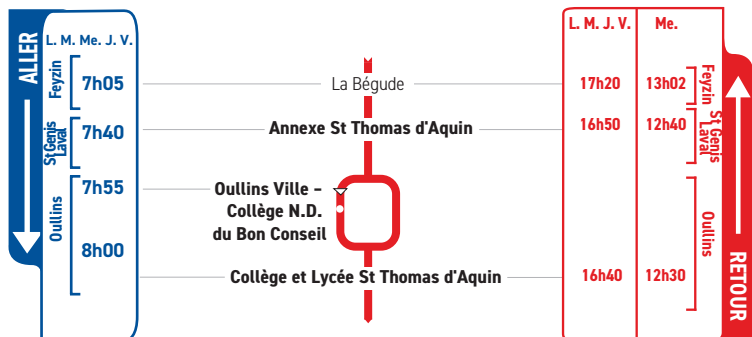 ALLER
L. M. Me. J. V.
L. M. J. V.
Me.
Feyzin
7h05
La Bégude
17h20
13h02
Feyzin
St Genis
Laval
7h40
Annexe St Thomas d'Aquin
16h50
12h40
St Genis
Laval
Oullins
7h55
Oullins Ville –
Collège N.D.
du Bon Conseil
Oullins
8h00
Collège et Lycée St Thomas d'Aquin
16h40
12h30
RETOUR